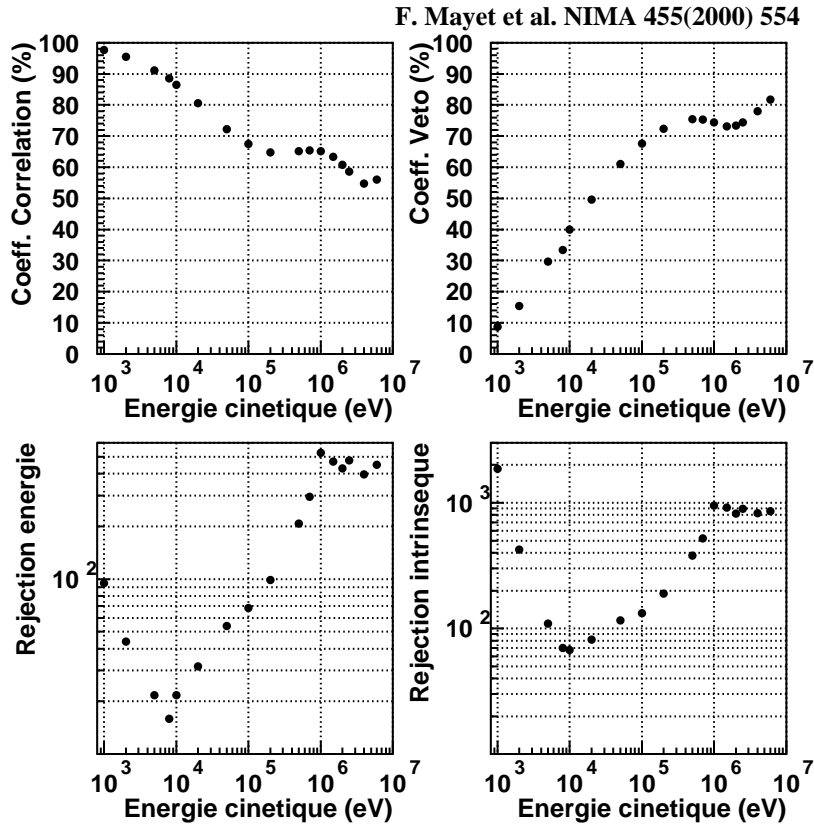 F. Mayet et al. NIMA 455(2000) 554
Coeff. Correlation (%)
100
90
80
70
60
50
40
30
20
10
0
10^3 10^4 10^5 10^6 10^7
Energie cinetique (eV)
Coeff. Veto (%)
100
90
80
70
60
50
40
30
20
10
0
10^3 10^4 10^5 10^6 10^7
Energie cinetique (eV)
Rejection energie
10^2
10^3 10^4 10^5 10^6 10^7
Energie cinetique (eV)
Rejection intrinseque
10^3
10^2
10^3 10^4 10^5 10^6 10^7
Energie cinetique (eV)